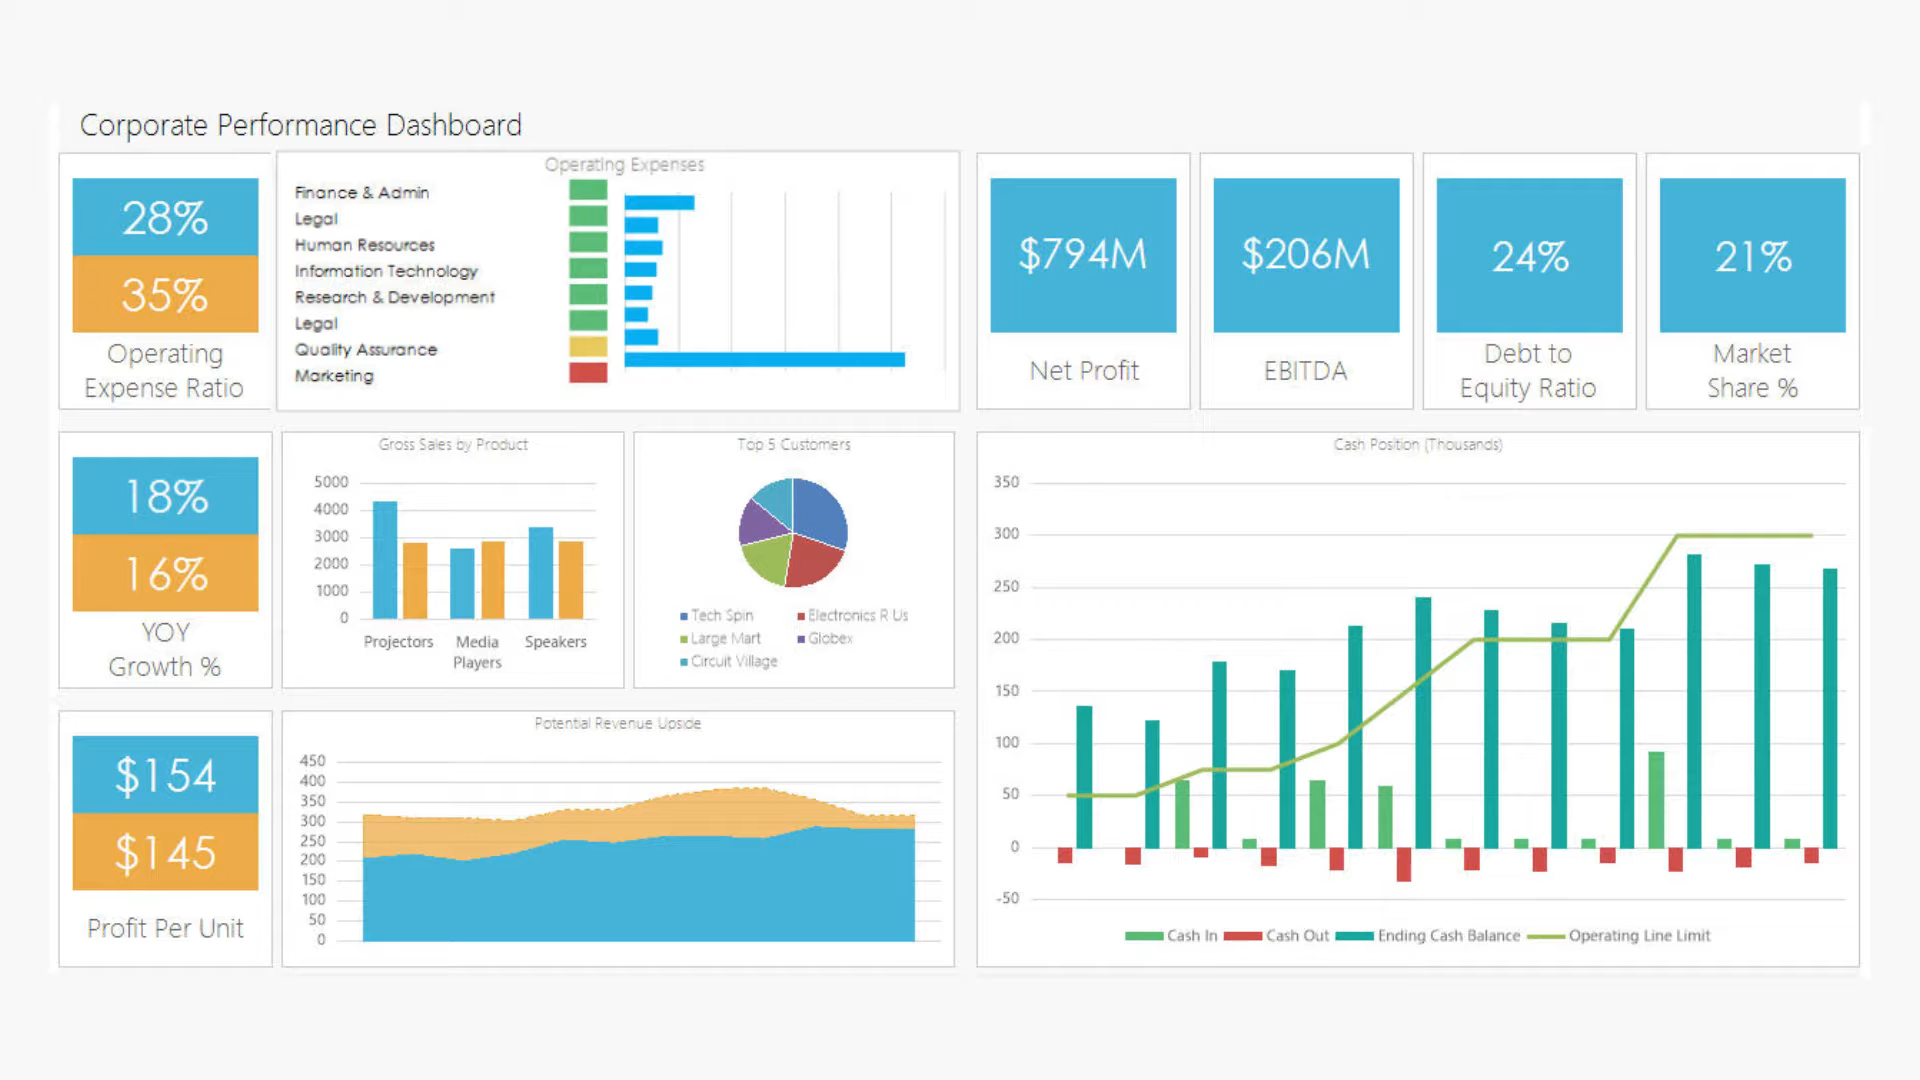 Corporate Performance Dashboard
28%
35%
Operating
Expense Ratio
Operating Expenses
Finance & Admin
Legal
Human Resources
Information Technology
Research & Development
Legal
Quality Assurance
Marketing
$794M
Net Profit
$206M
EBITDA
24%
Debt to
Equity Ratio
21%
Market
Share %
18%
16%
YOY
Growth %
Gross Sales by Product
5000
4000
3000
2000
1000
0
Projectors
Media
Players
Speakers
Top 5 Customers
Tech Spin
Electronics R Us
Large Mart
Globex
Circuit Village
Cash Position (Thousands)
350
300
250
200
150
100
50
0
-50
Cash In
Cash Out
Ending Cash Balance
Operating Line Limit
$154
$145
Profit Per Unit
Potential Revenue Upside
450
400
350
300
250
200
150
100
50
0